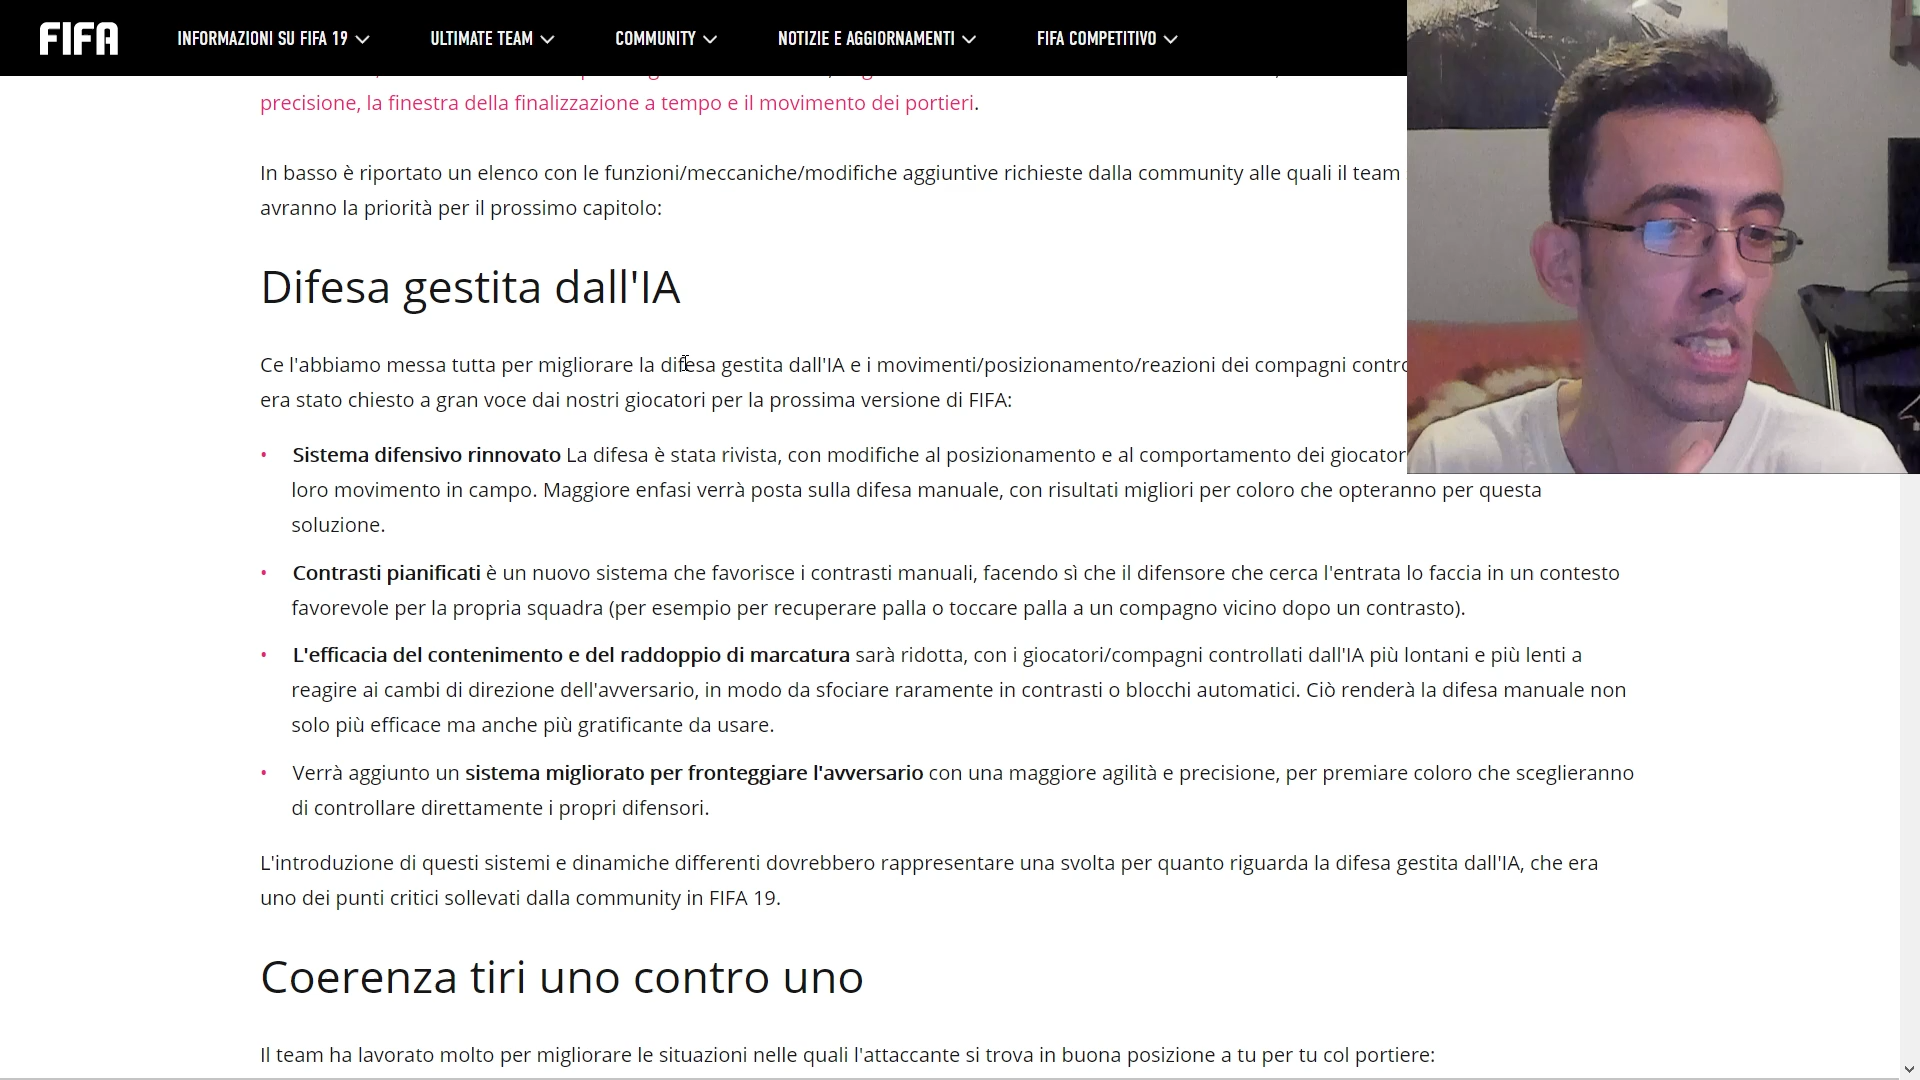 FIFA INFORMAZIONI SU FIFA 19 ULTIMATE TEAM COMMUNITY NOTIZIE E AGGIORNAMENTI FIFA COMPETITIVO
precisione, la finestra della finalizzazione a tempo e il movimento dei portieri.
In basso è riportato un elenco con le funzioni/meccaniche/modifiche aggiuntive richieste dalla community alle quali il team
avranno la priorità per il prossimo capitolo:
Difesa gestita dall'IA
Ce l'abbiamo messa tutta per migliorare la difesa gestita dall'IA e i movimenti/posizionamento/reazioni dei compagni contro
era stato chiesto a gran voce dai nostri giocatori per la prossima versione di FIFA:
• Sistema difensivo rinnovato La difesa è stata rivista, con modifiche al posizionamento e al comportamento dei giocator
loro movimento in campo. Maggiore enfasi verrà posta sulla difesa manuale, con risultati migliori per coloro che opteranno per questa
soluzione.
• Contrasti pianificati è un nuovo sistema che favorisce i contrasti manuali, facendo sì che il difensore che cerca l'entrata lo faccia in un contesto
favorevole per la propria squadra (per esempio per recuperare palla o toccare palla a un compagno vicino dopo un contrasto).
• L'efficacia del contenimento e del raddoppio di marcatura sarà ridotta, con i giocatori/compagni controllati dall'IA più lontani e più lenti a
reagire ai cambi di direzione dell'avversario, in modo da sfociare raramente in contrasti o blocchi automatici. Ciò renderà la difesa manuale non
solo più efficace ma anche più gratificante da usare.
• Verrà aggiunto un sistema migliorato per fronteggiare l'avversario con una maggiore agilità e precisione, per premiare coloro che sceglieranno
di controllare direttamente i propri difensori.
L'introduzione di questi sistemi e dinamiche differenti dovrebbero rappresentare una svolta per quanto riguarda la difesa gestita dall'IA, che era
uno dei punti critici sollevati dalla community in FIFA 19.
Coerenza tiri uno contro uno
Il team ha lavorato molto per migliorare le situazioni nelle quali l'attaccante si trova in buona posizione a tu per tu col portiere: